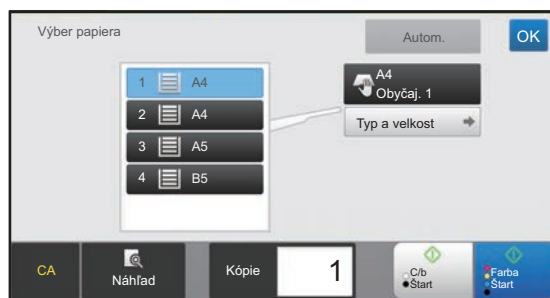 Výber papiera
Autom.
OK
1 A4
2 A4
3 A5
4 B5
A4
Obyčaj. 1
Typ a velkost
CA
Náhľad
Kópie
1
C/b
Štart
Farba
Štart